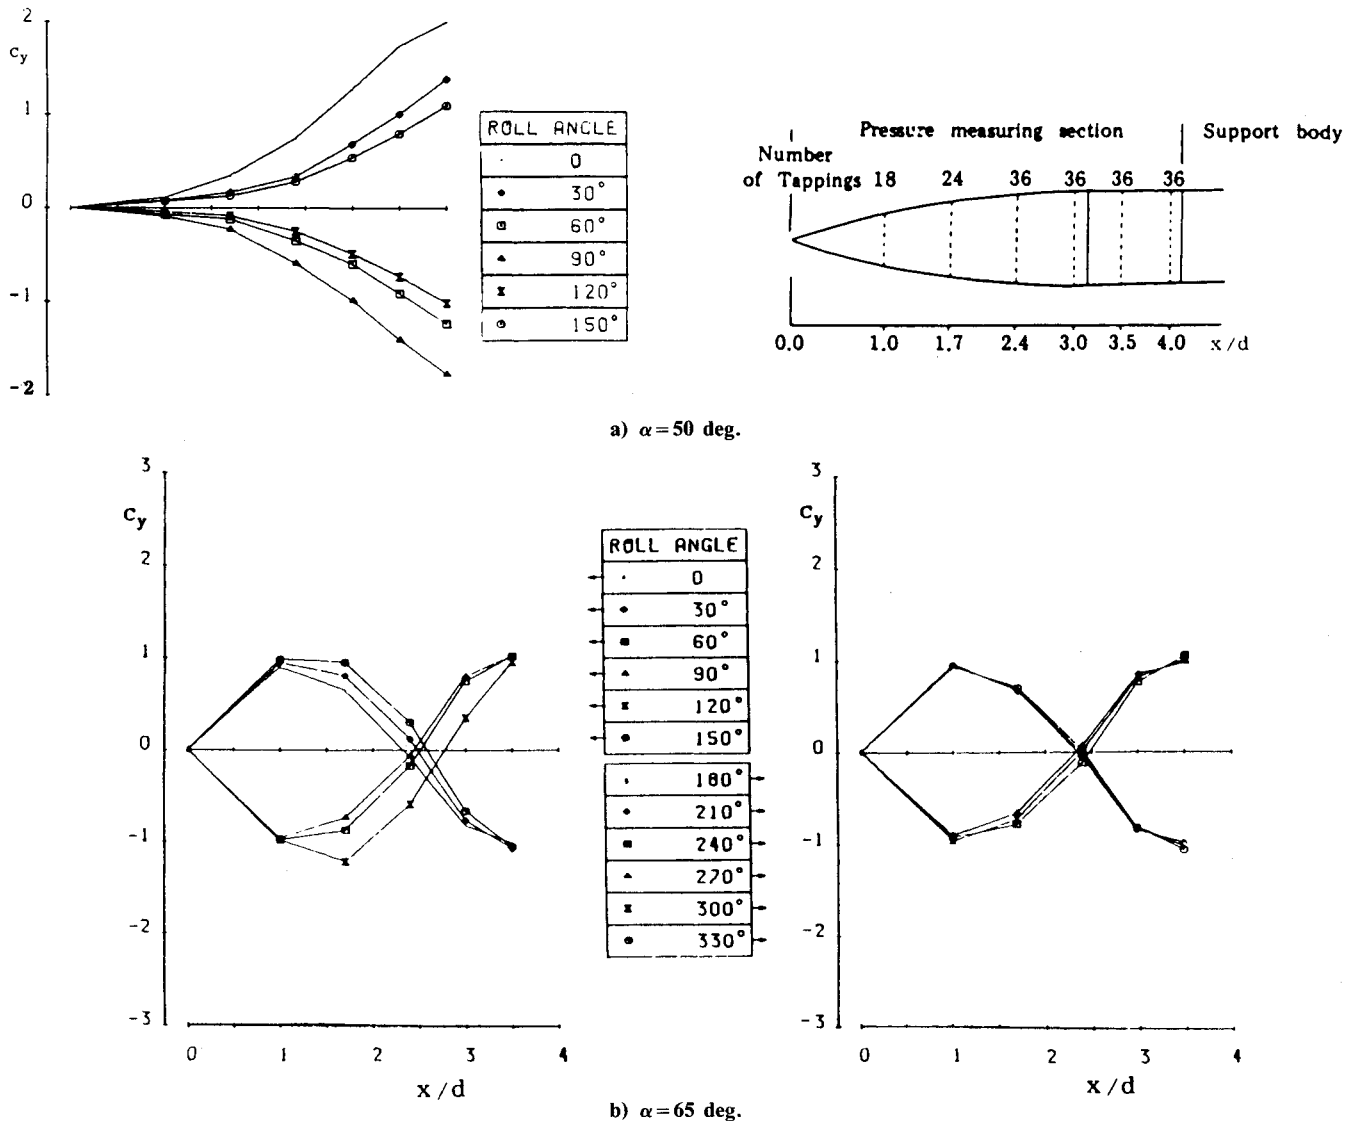 2
Cy
1
0
-1
-2
ROLL ANGLE
0
30°
60°
90°
120°
150°
Pressure measuring section
Support body
Number
of Tappings 18 24 36 36 36 36
0.0 1.0 1.7 2.4 3.0 3.5 4.0 x/d
a) α=50 deg.
3
Cy
2
1
0
-1
-2
-3
0 1 2 3 4
x/d
ROLL ANGLE
0
30°
60°
90°
120°
150°
180°
210°
240°
270°
300°
330°
3
Cy
2
1
0
-1
-2
-3
0 1 2 3 4
x/d
b) α=65 deg.